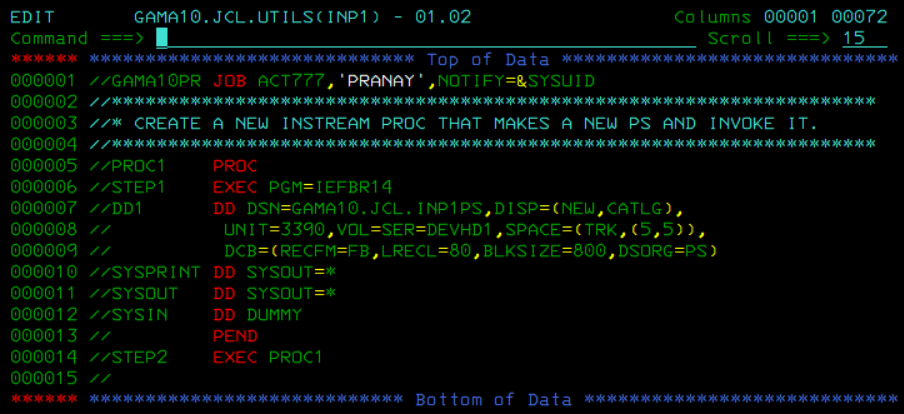 EDIT       GAMA10.JCL.UTILS(INP1) - 01.02                  Columns 00001 00072
Command ===>                                                  Scroll ===> 15
****** ***************************** Top of Data ******************************
000001 //GAMA10PR JOB ACT777,'PRANAY',NOTIFY=&SYSUID
000002 //*********************************************************************
000003 //* CREATE A NEW INSTREAM PROC THAT MAKES A NEW PS AND INVOKE IT.
000004 //*********************************************************************
000005 //PROC1    PROC
000006 //STEP1    EXEC PGM=IEFBR14
000007 //DD1      DD DSN=GAMA10.JCL.INP1PS,DISP=(NEW,CATLG),
000008 //          UNIT=3390,VOL=SER=DEVHD1,SPACE=(TRK,(5,5)),
000009 //          DCB=(RECFM=FB,LRECL=80,BLKSIZE=800,DSORG=PS)
000010 //SYSPRINT DD SYSOUT=*
000011 //SYSOUT   DD SYSOUT=*
000012 //SYSIN    DD DUMMY
000013 //         PEND
000014 //STEP2    EXEC PROC1
000015 //
****** **************************** Bottom of Data ****************************